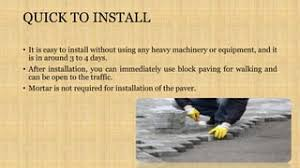 QUICK TO INSTALL
• It is easy to install without using any heavy machinery or equipment, and it
is in around 3 to 4 days.
• After installation, you can immediately use block paving for walking and
can be open to the traffic.
• Mortar is not required for installation of the paver.